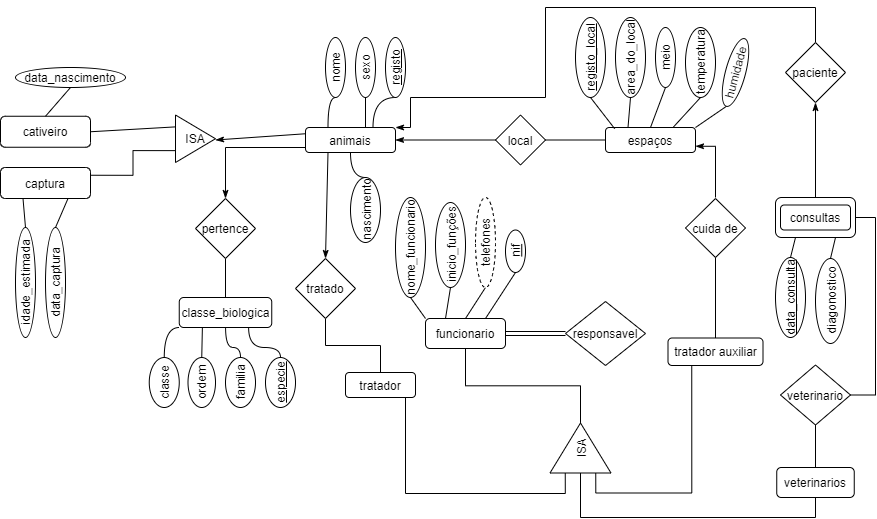 nome
sexo
registo
registo_local
area_do_local
meio
temperatura
humidade
paciente
data_nascimento
cativeiro
ISA
animais
local
espaços
captura
nascimento
pertence
nome_funcionario
inicio_funções
telefones
nif
cuida de
consultas
idade_estimada
data_captura
tratado
data_consulta
diagonostico
classe_biologica
funcionario
responsavel
tratador auxiliar
classe
ordem
familia
especie
tratador
veterinario
ISA
veterinarios